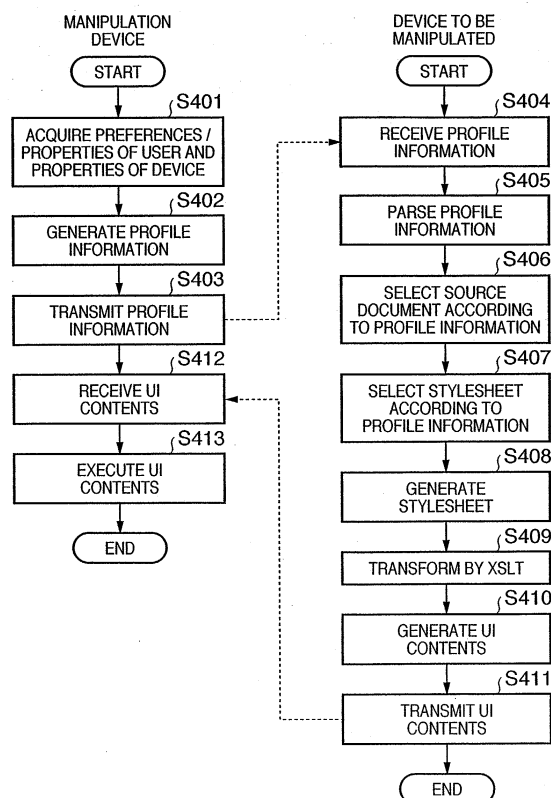 MANIPULATION
DEVICE
START
S401
ACQUIRE PREFERENCES /
PROPERTIES OF USER AND
PROPERTIES OF DEVICE
S402
GENERATE PROFILE
INFORMATION
S403
TRANSMIT PROFILE
INFORMATION
S412
RECEIVE UI
CONTENTS
S413
EXECUTE UI
CONTENTS
END
DEVICE TO BE
MANIPULATED
START
S404
RECEIVE PROFILE
INFORMATION
S405
PARSE PROFILE
INFORMATION
S406
SELECT SOURCE
DOCUMENT ACCORDING
TO PROFILE INFORMATION
S407
SELECT STYLESHEET
ACCORDING TO
PROFILE INFORMATION
S408
GENERATE
STYLESHEET
S409
TRANSFORM BY XSLT
S410
GENERATE UI
CONTENTS
S411
TRANSMIT UI
CONTENTS
END